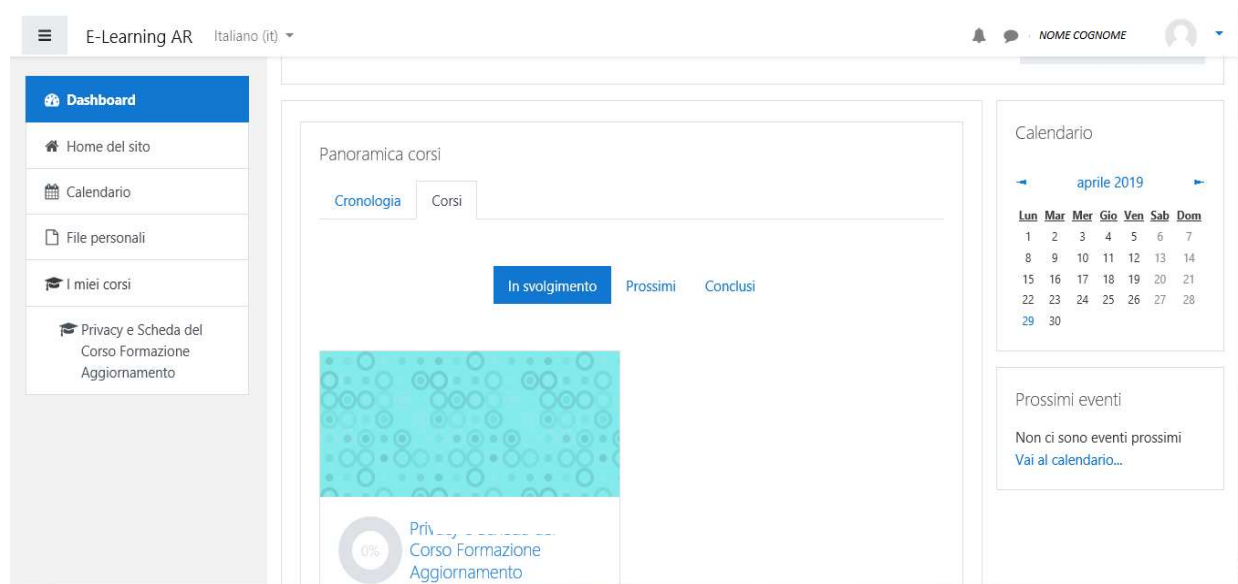 E-Learning AR Italiano (it)
NOME COGNOME
Dashboard
Home del sito
Calendario
File personali
I miei corsi
Privacy e Scheda del
Corso Formazione
Aggiornamento
Panoramica corsi
Cronologia Corsi
In svolgimento Prossimi Conclusi
0%
Corso Formazione
Aggiornamento
Calendario
aprile 2019
Lun Mar Mer Gio Ven Sab Dom
1 2 3 4 5 6 7
8 9 10 11 12 13 14
15 16 17 18 19 20 21
22 23 24 25 26 27 28
29 30
Prossimi eventi
Non ci sono eventi prossimi
Vai al calendario...